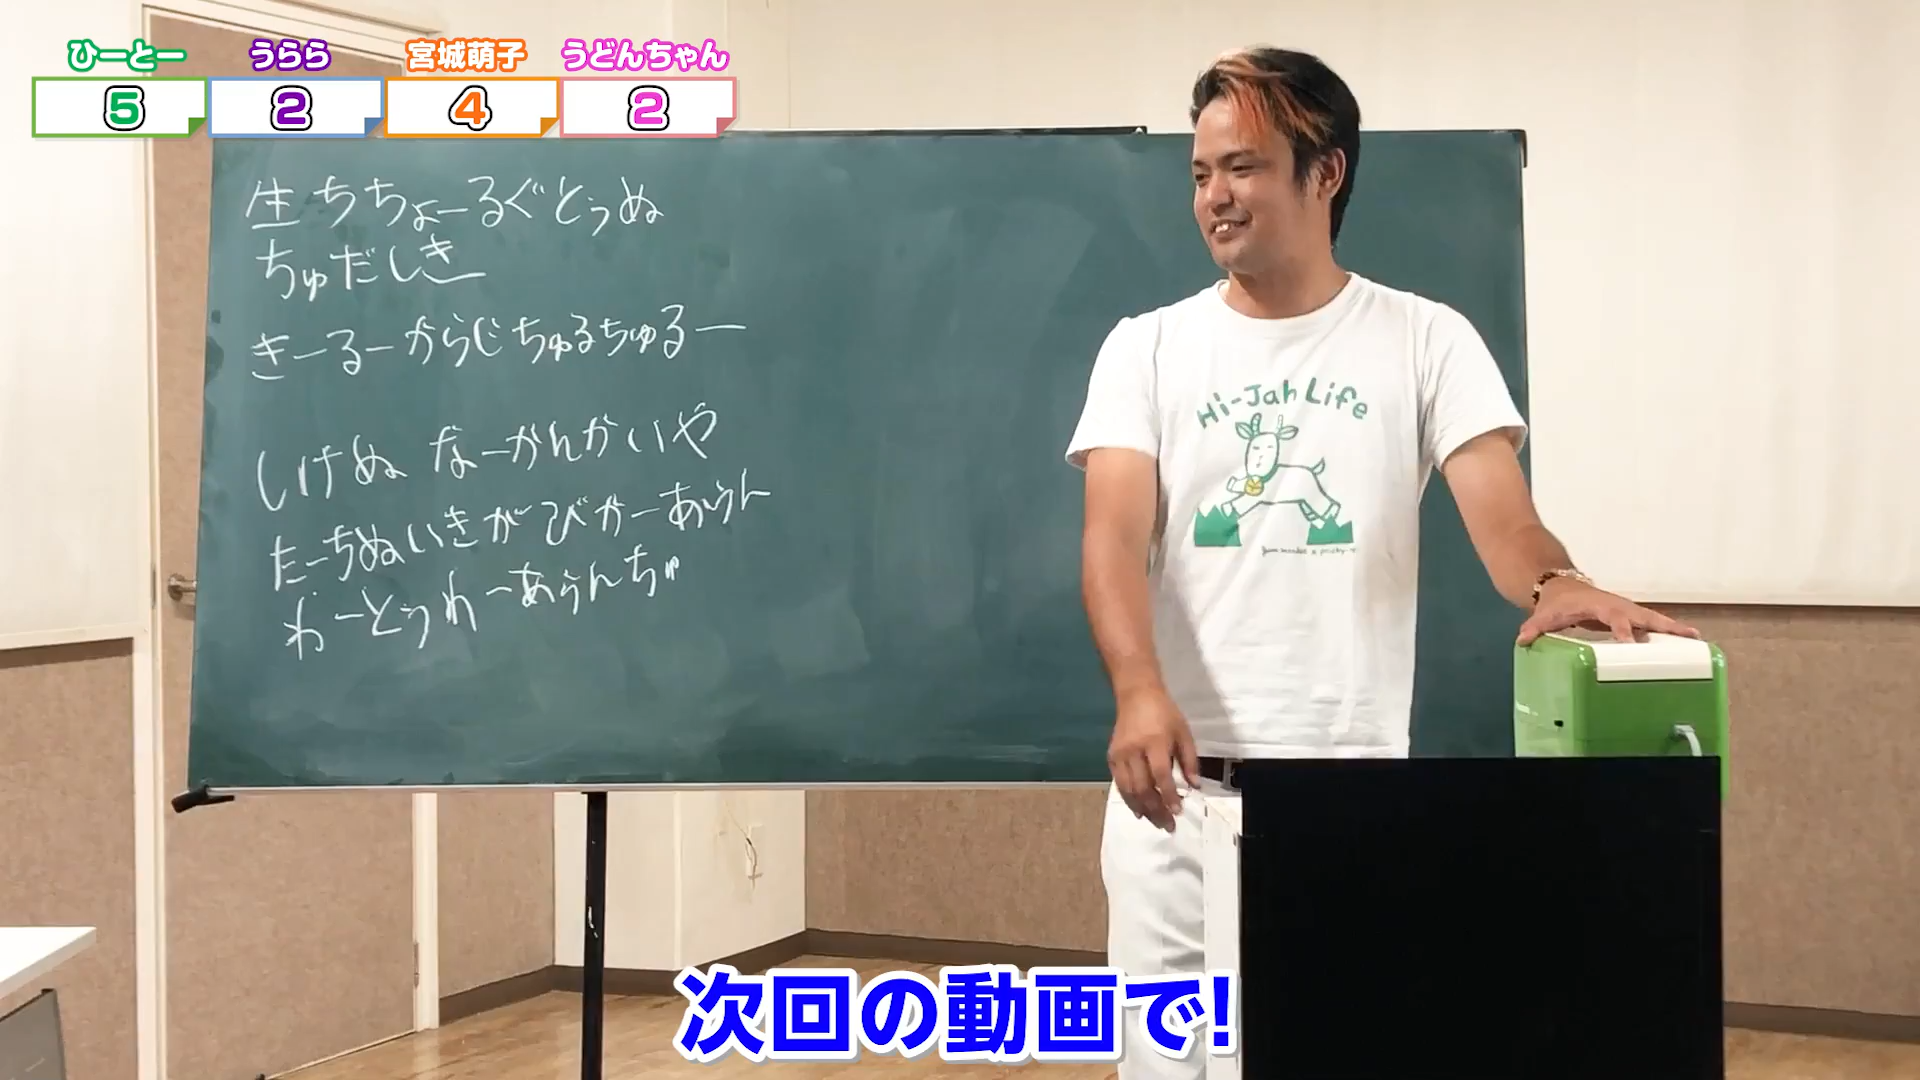 ひーとー
うらら
宮城萌子
うどんちゃん
5
2
4
2
生ちちょーるぐとぅぬ
ちゅだしき
きーるーからじちゅるちゅるー
しけぬ なーかんかいや
たーちぬいきがびかーあぅん
わーとぅわーあぅんちゅ
Hi-Jah Life
次回の動画で!